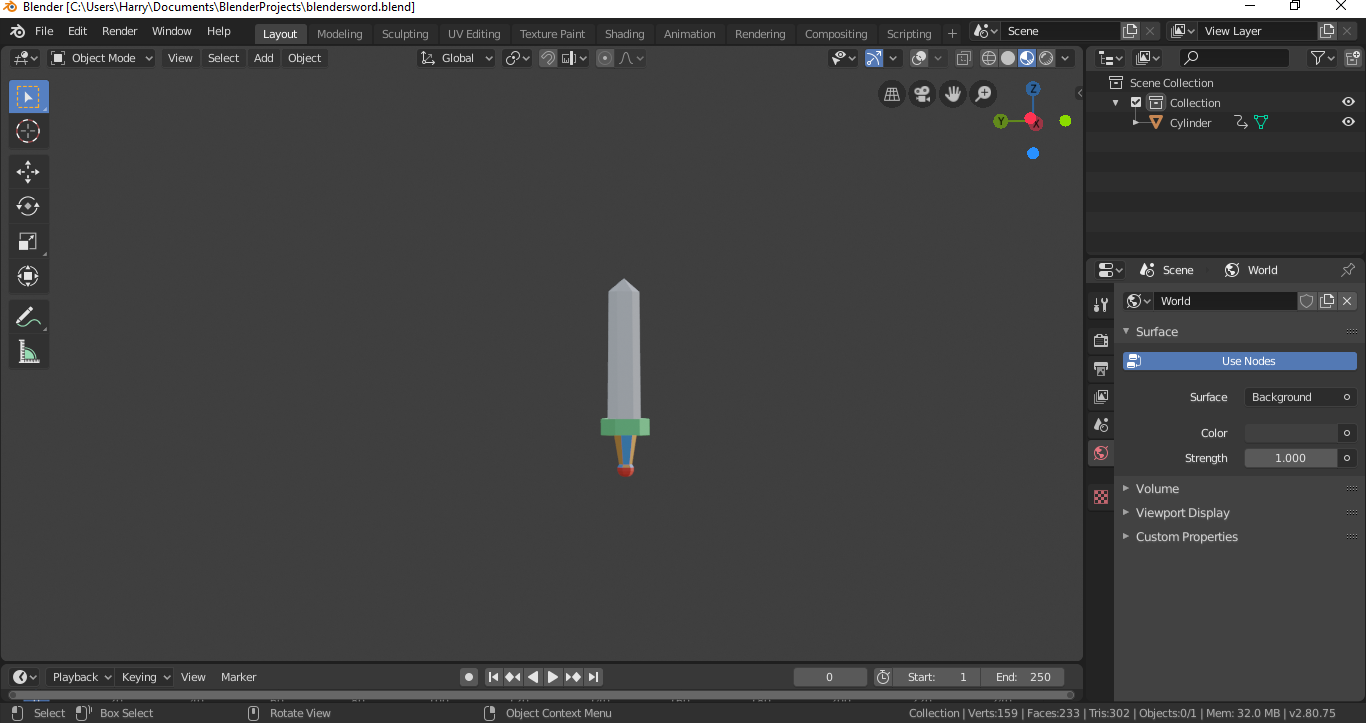 Blender [C:\Users\Harry\Documents\BlenderProjects\blendersword.blend]
File Edit Render Window Help Layout Modeling Sculpting UV Editing Texture Paint Shading Animation Rendering Compositing Scripting + Scene View Layer
Object Mode View Select Add Object Global
Z
Y
X
Scene Collection
Collection
Cylinder
Scene World
World
Surface
Use Nodes
Surface Background
Color
Strength 1.000
Volume
Viewport Display
Custom Properties
Playback Keying View Marker 0 Start: 1 End: 250
Select Box Select Rotate View Object Context Menu Collection | Verts:159 | Faces:233 | Tris:302 | Objects:0/1 | Mem: 32.0 MB | v2.80.75